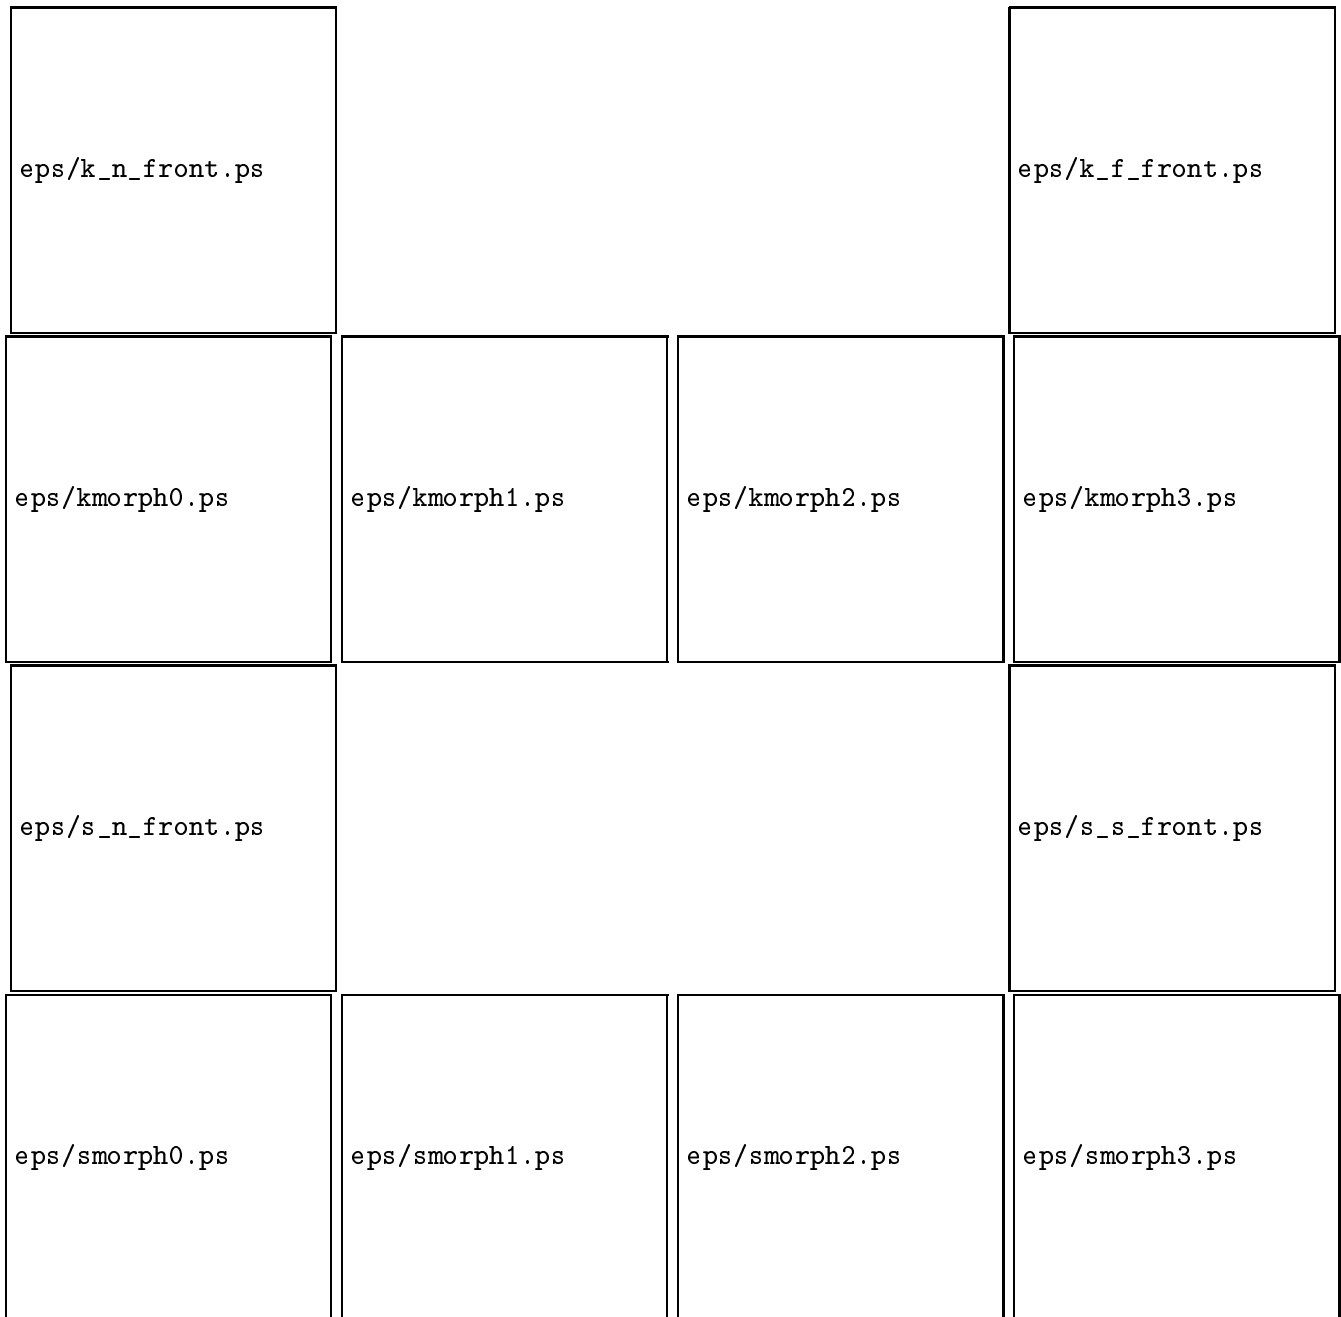 eps/k_n_front.ps eps/k_f_front.ps
eps/kmorph0.ps eps/kmorph1.ps eps/kmorph2.ps eps/kmorph3.ps
eps/s_n_front.ps eps/s_s_front.ps
eps/smorph0.ps eps/smorph1.ps eps/smorph2.ps eps/smorph3.ps